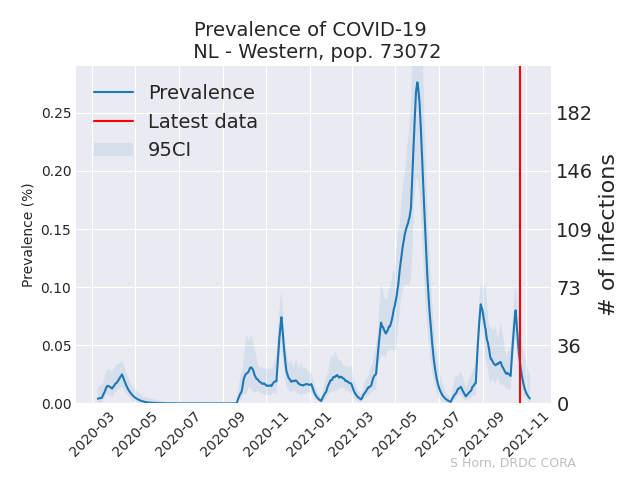 Prevalence of COVID-19
NL - Western, pop. 73072
Prevalence
Latest data
95CI
Prevalence (%)
0.25
0.20
0.15
0.10
0.05
0.00
182
146
109
73
36
0
# of infections
2020-03
2020-05
2020-07
2020-09
2020-11
2021-01
2021-03
2021-05
2021-07
2021-09
2021-11
S Horn, DRDC CORA